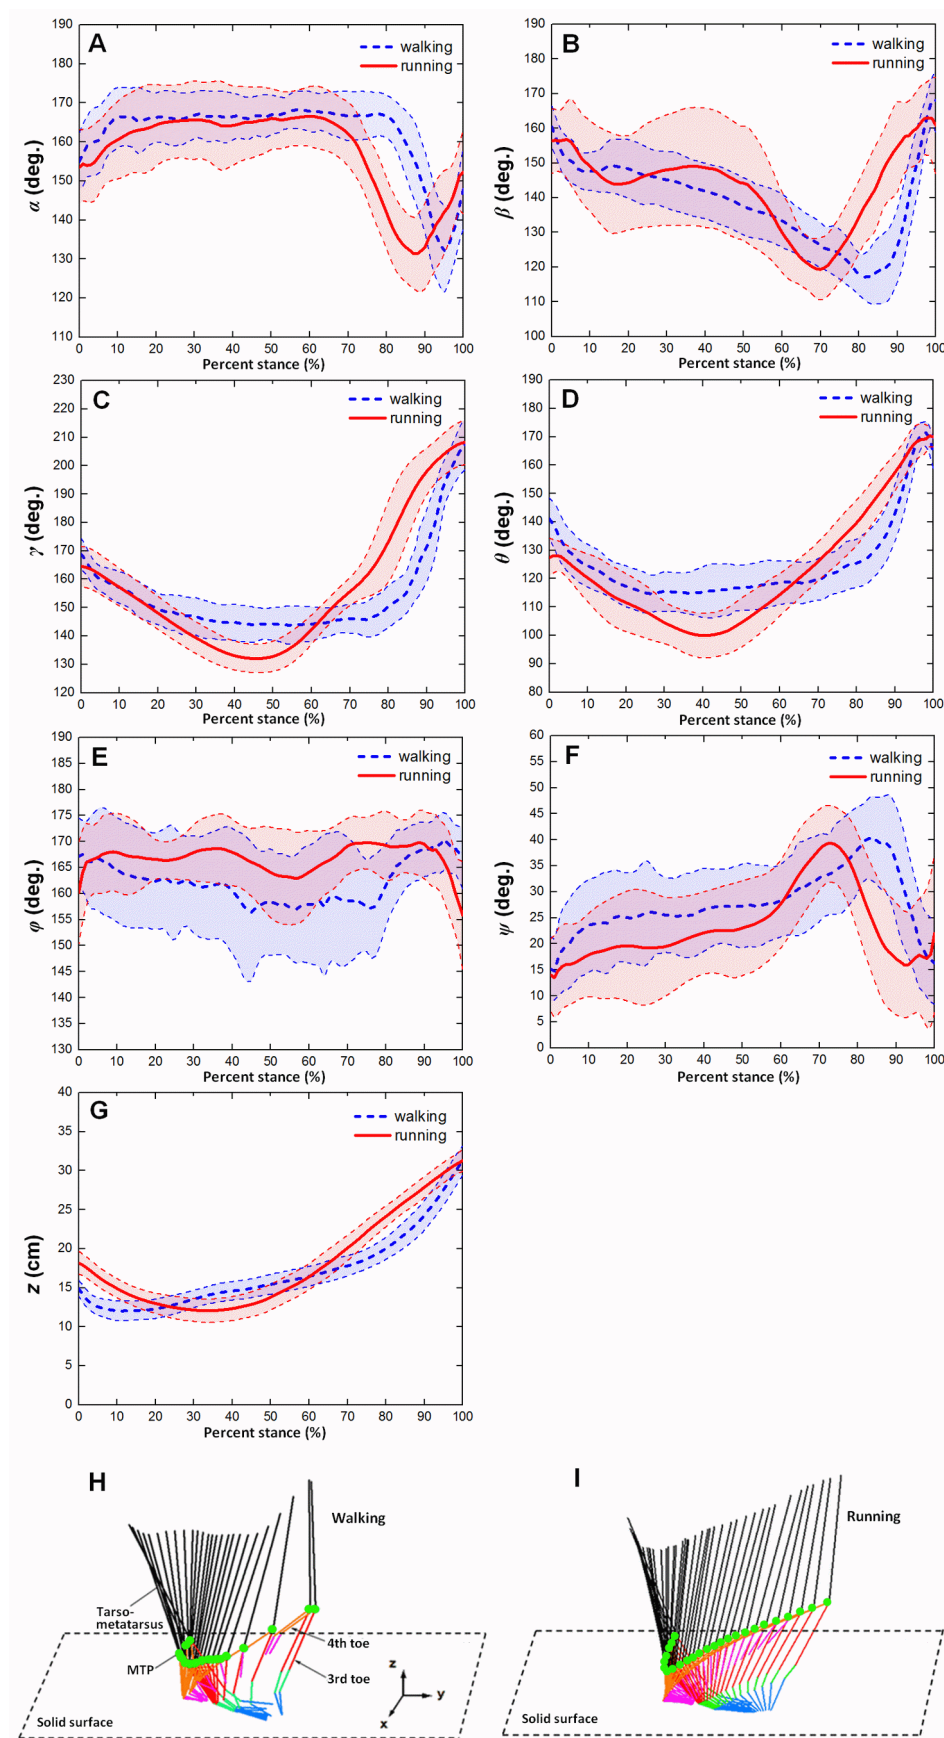 A
walking
running
190
180
170
160
150
140
130
120
110
α (deg.)
0 10 20 30 40 50 60 70 80 90 100
Percent stance (%)
B
walking
running
190
180
170
160
150
140
130
120
110
100
β (deg.)
0 10 20 30 40 50 60 70 80 90 100
Percent stance (%)
C
walking
running
230
220
210
200
190
180
170
160
150
140
130
120
γ (deg.)
0 10 20 30 40 50 60 70 80 90 100
Percent stance (%)
D
walking
running
190
180
170
160
150
140
130
120
110
100
90
80
θ (deg.)
0 10 20 30 40 50 60 70 80 90 100
Percent stance (%)
E
walking
running
190
185
180
175
170
165
160
155
150
145
140
135
130
φ (deg.)
0 10 20 30 40 50 60 70 80 90 100
Percent stance (%)
F
walking
running
60
55
50
45
40
35
30
25
20
15
10
5
0
ψ (deg.)
0 10 20 30 40 50 60 70 80 90 100
Percent stance (%)
G
walking
running
40
35
30
25
20
15
10
5
0
z (cm)
0 10 20 30 40 50 60 70 80 90 100
Percent stance (%)
H
Walking
Tarso-
metatarsus
MTP
4th toe
3rd toe
z
y
x
Solid surface
I
Running
Solid surface